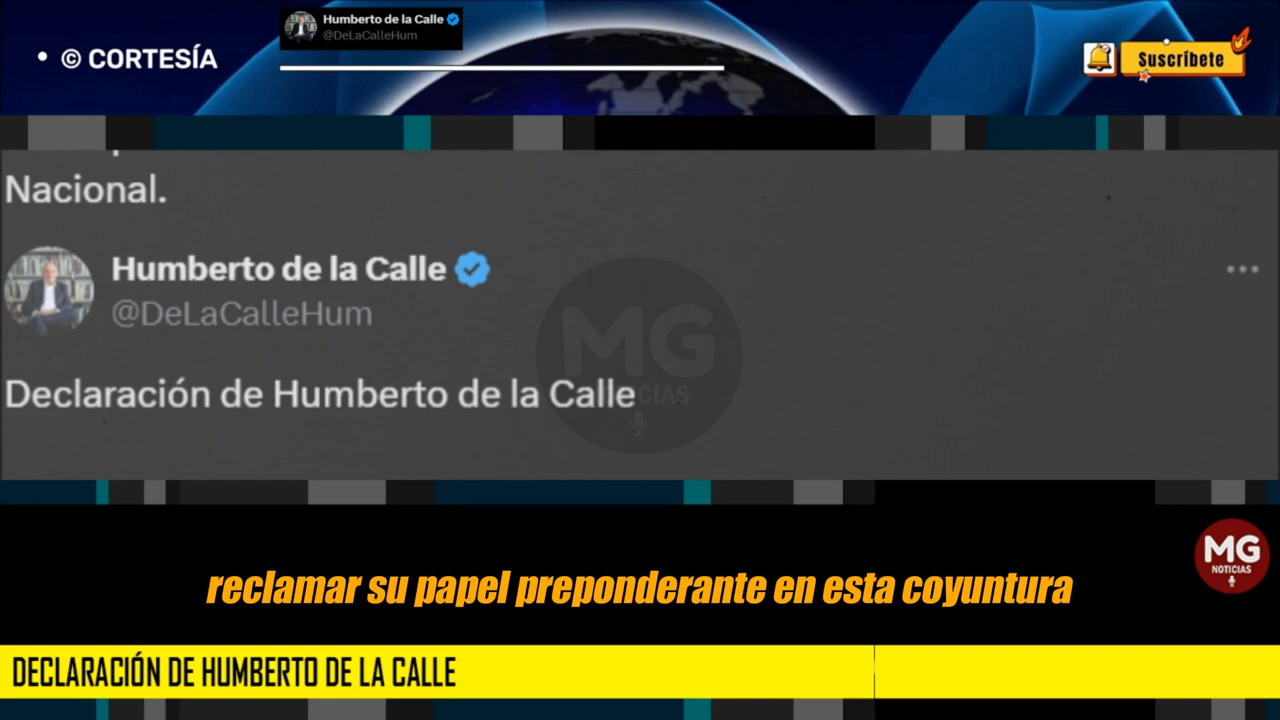 Humberto de la Calle
@DeLaCalleHum
• © CORTESÍA
Suscríbete
Nacional.
Humberto de la Calle
@DeLaCalleHum
Declaración de Humberto de la Calle
MG
NOTICIAS
reclamar su papel preponderante en esta coyuntura
MG
NOTICIAS
DECLARACIÓN DE HUMBERTO DE LA CALLE